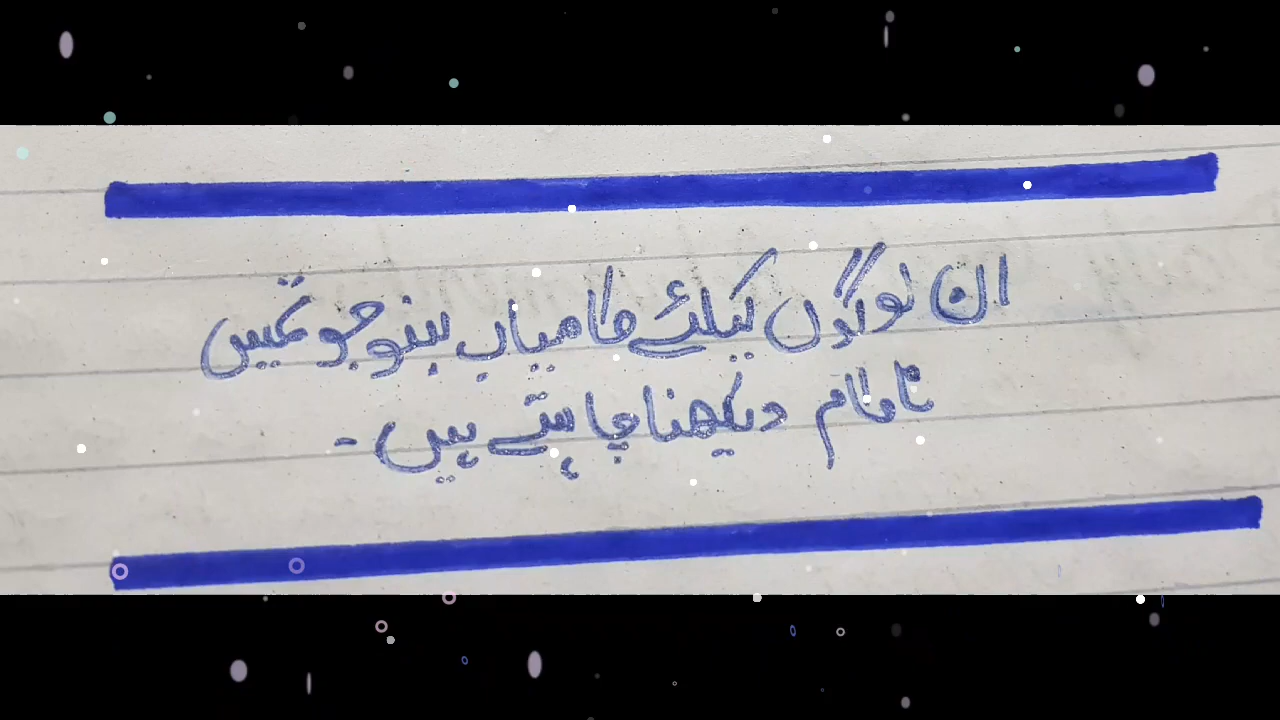 ان لوگوں کیلئے کامیاب بنو جو تمہیں
ناکام دیکھنا چاہتے ہیں۔